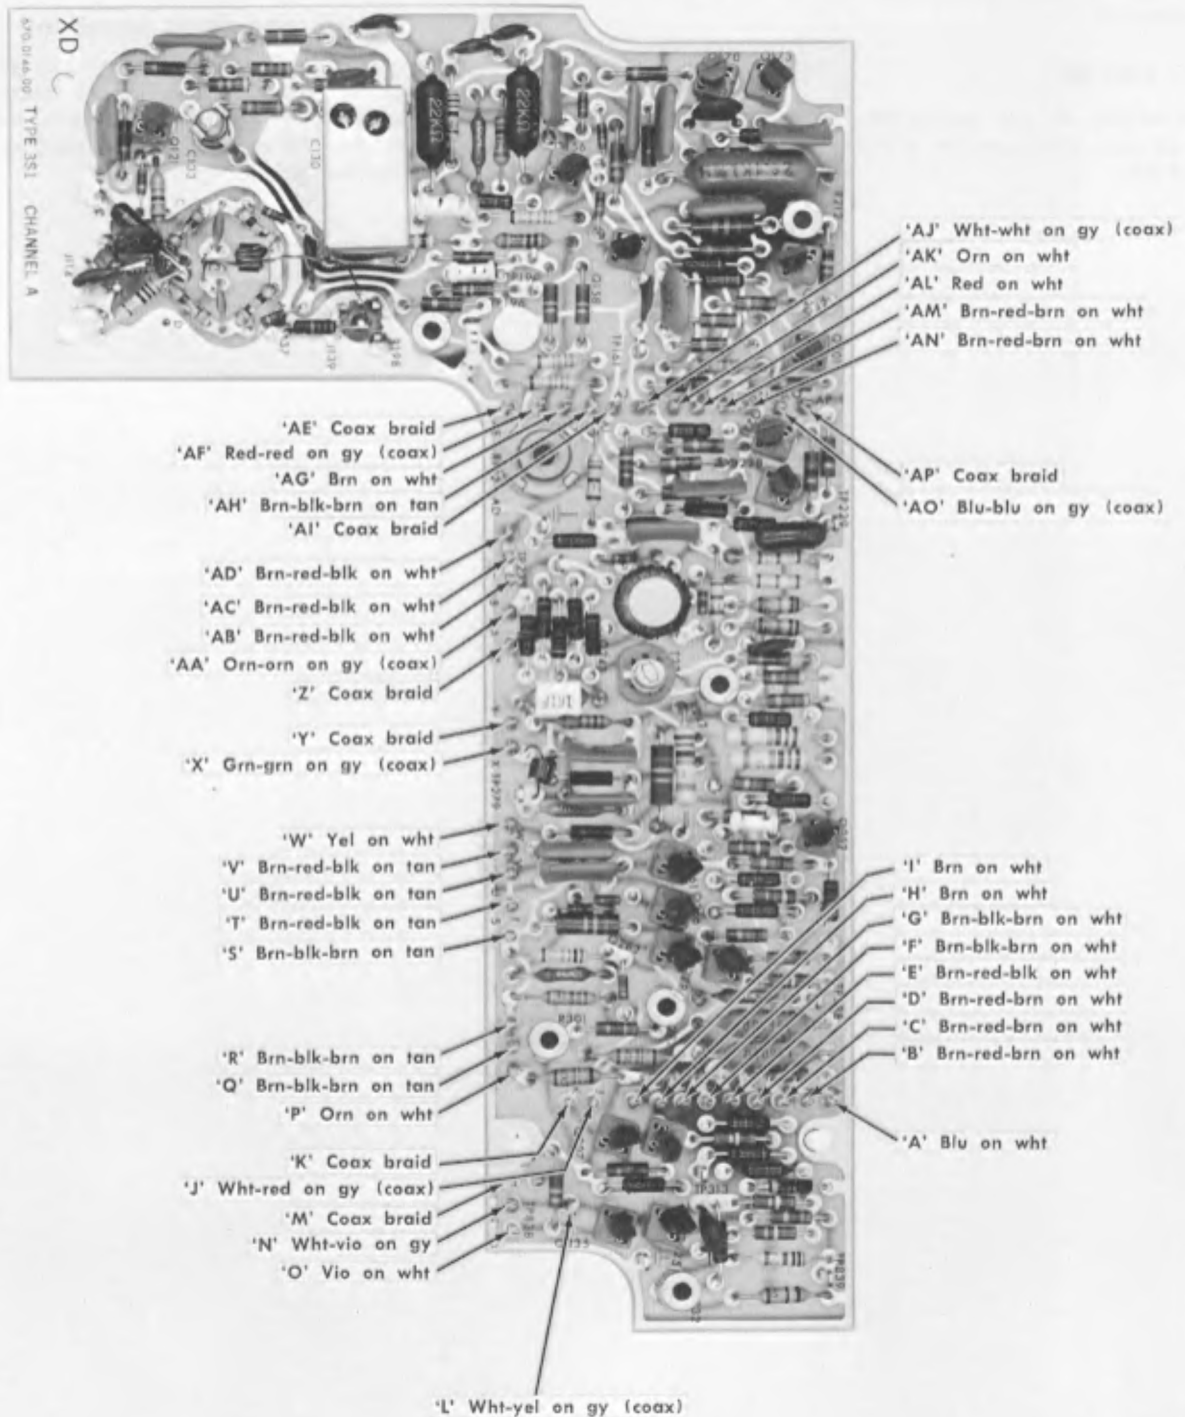 XD
670-0146-00 TYPE 3S1 CHANNEL A
Q121
C133
C130
22KΩ
22KΩ
'AJ' Wht-wht on gy (coax)
'AK' Orn on wht
'AL' Red on wht
'AM' Brn-red-brn on wht
'AN' Brn-red-brn on wht
'AE' Coax braid
'AF' Red-red on gy (coax)
'AG' Brn on wht
'AH' Brn-blk-brn on tan
'AI' Coax braid
'AP' Coax braid
'AO' Blu-blu on gy (coax)
'AD' Brn-red-blk on wht
'AC' Brn-red-blk on wht
'AB' Brn-red-blk on wht
'AA' Orn-orn on gy (coax)
'Z' Coax braid
'Y' Coax braid
'X' Grn-grn on gy (coax)
'W' Yel on wht
'V' Brn-red-blk on tan
'U' Brn-red-blk on tan
'T' Brn-red-blk on tan
'S' Brn-blk-brn on tan
'I' Brn on wht
'H' Brn on wht
'G' Brn-blk-brn on wht
'F' Brn-blk-brn on wht
'E' Brn-red-blk on wht
'D' Brn-red-brn on wht
'C' Brn-red-brn on wht
'B' Brn-red-brn on wht
R301
'R' Brn-blk-brn on tan
'Q' Brn-blk-brn on tan
'P' Orn on wht
'A' Blu on wht
'K' Coax braid
'J' Wht-red on gy (coax)
TP313
'M' Coax braid
'N' Wht-vio on gy
'O' Vio on wht
'L' Wht-yel on gy (coax)